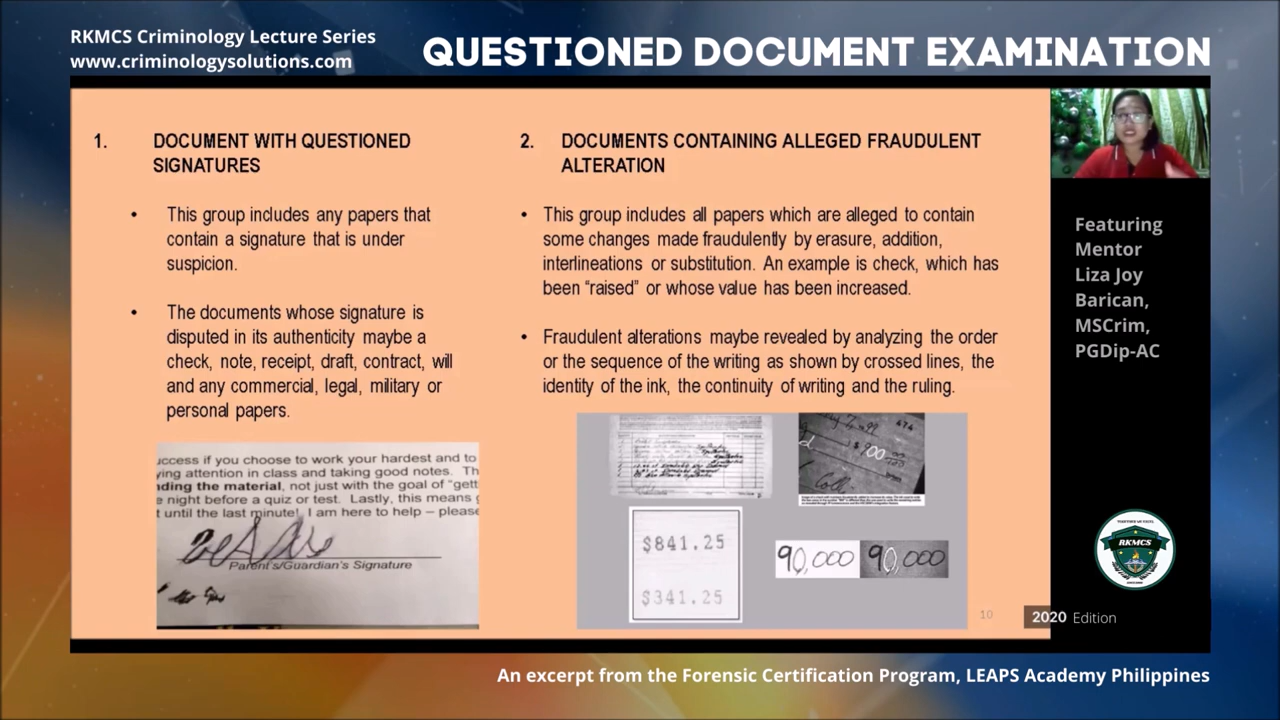 RKMCS Criminology Lecture Series
www.criminologysolutions.com
QUESTIONED DOCUMENT EXAMINATION
1. DOCUMENT WITH QUESTIONED
SIGNATURES
• This group includes any papers that
contain a signature that is under
suspicion.
• The documents whose signature is
disputed in its authenticity maybe a
check, note, receipt, draft, contract, will
and any commercial, legal, military or
personal papers.
uccess if you choose to work your hardest and to
ying attention in class and taking good notes. Th
nding the material, not just with the goal of "gett
e night before a quiz or test. Lastly, this means
t until the last minute! I am here to help – please
Parent's/Guardian's Signature
2. DOCUMENTS CONTAINING ALLEGED FRAUDULENT
ALTERATION
• This group includes all papers which are alleged to contain
some changes made fraudulently by erasure, addition,
interlineations or substitution. An example is check, which has
been “raised” or whose value has been increased.
• Fraudulent alterations maybe revealed by analyzing the order
or the sequence of the writing as shown by crossed lines, the
identity of the ink, the continuity of writing and the ruling.
474
$841.25
$341.25
90,000 90,000
10
Featuring
Mentor
Liza Joy
Barican,
MSCrim,
PGDip-AC
RKMCS
2020 Edition
An excerpt from the Forensic Certification Program, LEAPS Academy Philippines